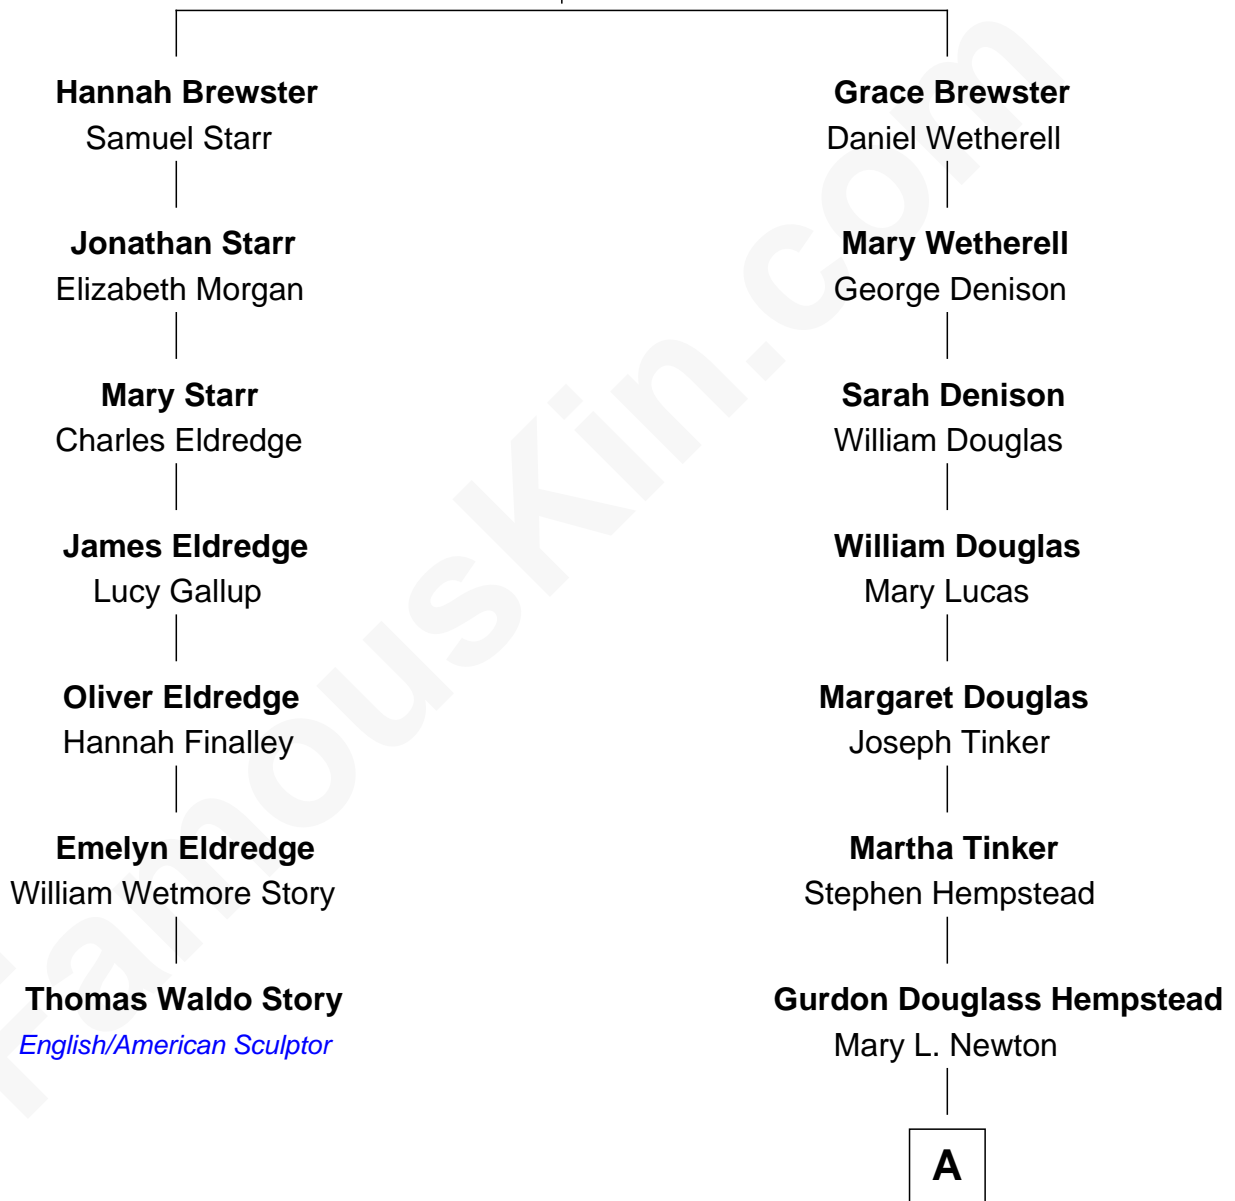 Hannah Brewster
Samuel Starr
Jonathan Starr
Elizabeth Morgan
Mary Starr
Charles Eldredge
James Eldredge
Lucy Gallup
Oliver Eldredge
Hannah Finalley
Emelyn Eldredge
William Wetmore Story
Thomas Waldo Story
English/American Sculptor
Grace Brewster
Daniel Wetherell
Mary Wetherell
George Denison
Sarah Denison
William Douglas
William Douglas
Mary Lucas
Margaret Douglas
Joseph Tinker
Martha Tinker
Stephen Hempstead
Gurdon Douglass Hempstead
Mary L. Newton
A
FamousKin.com